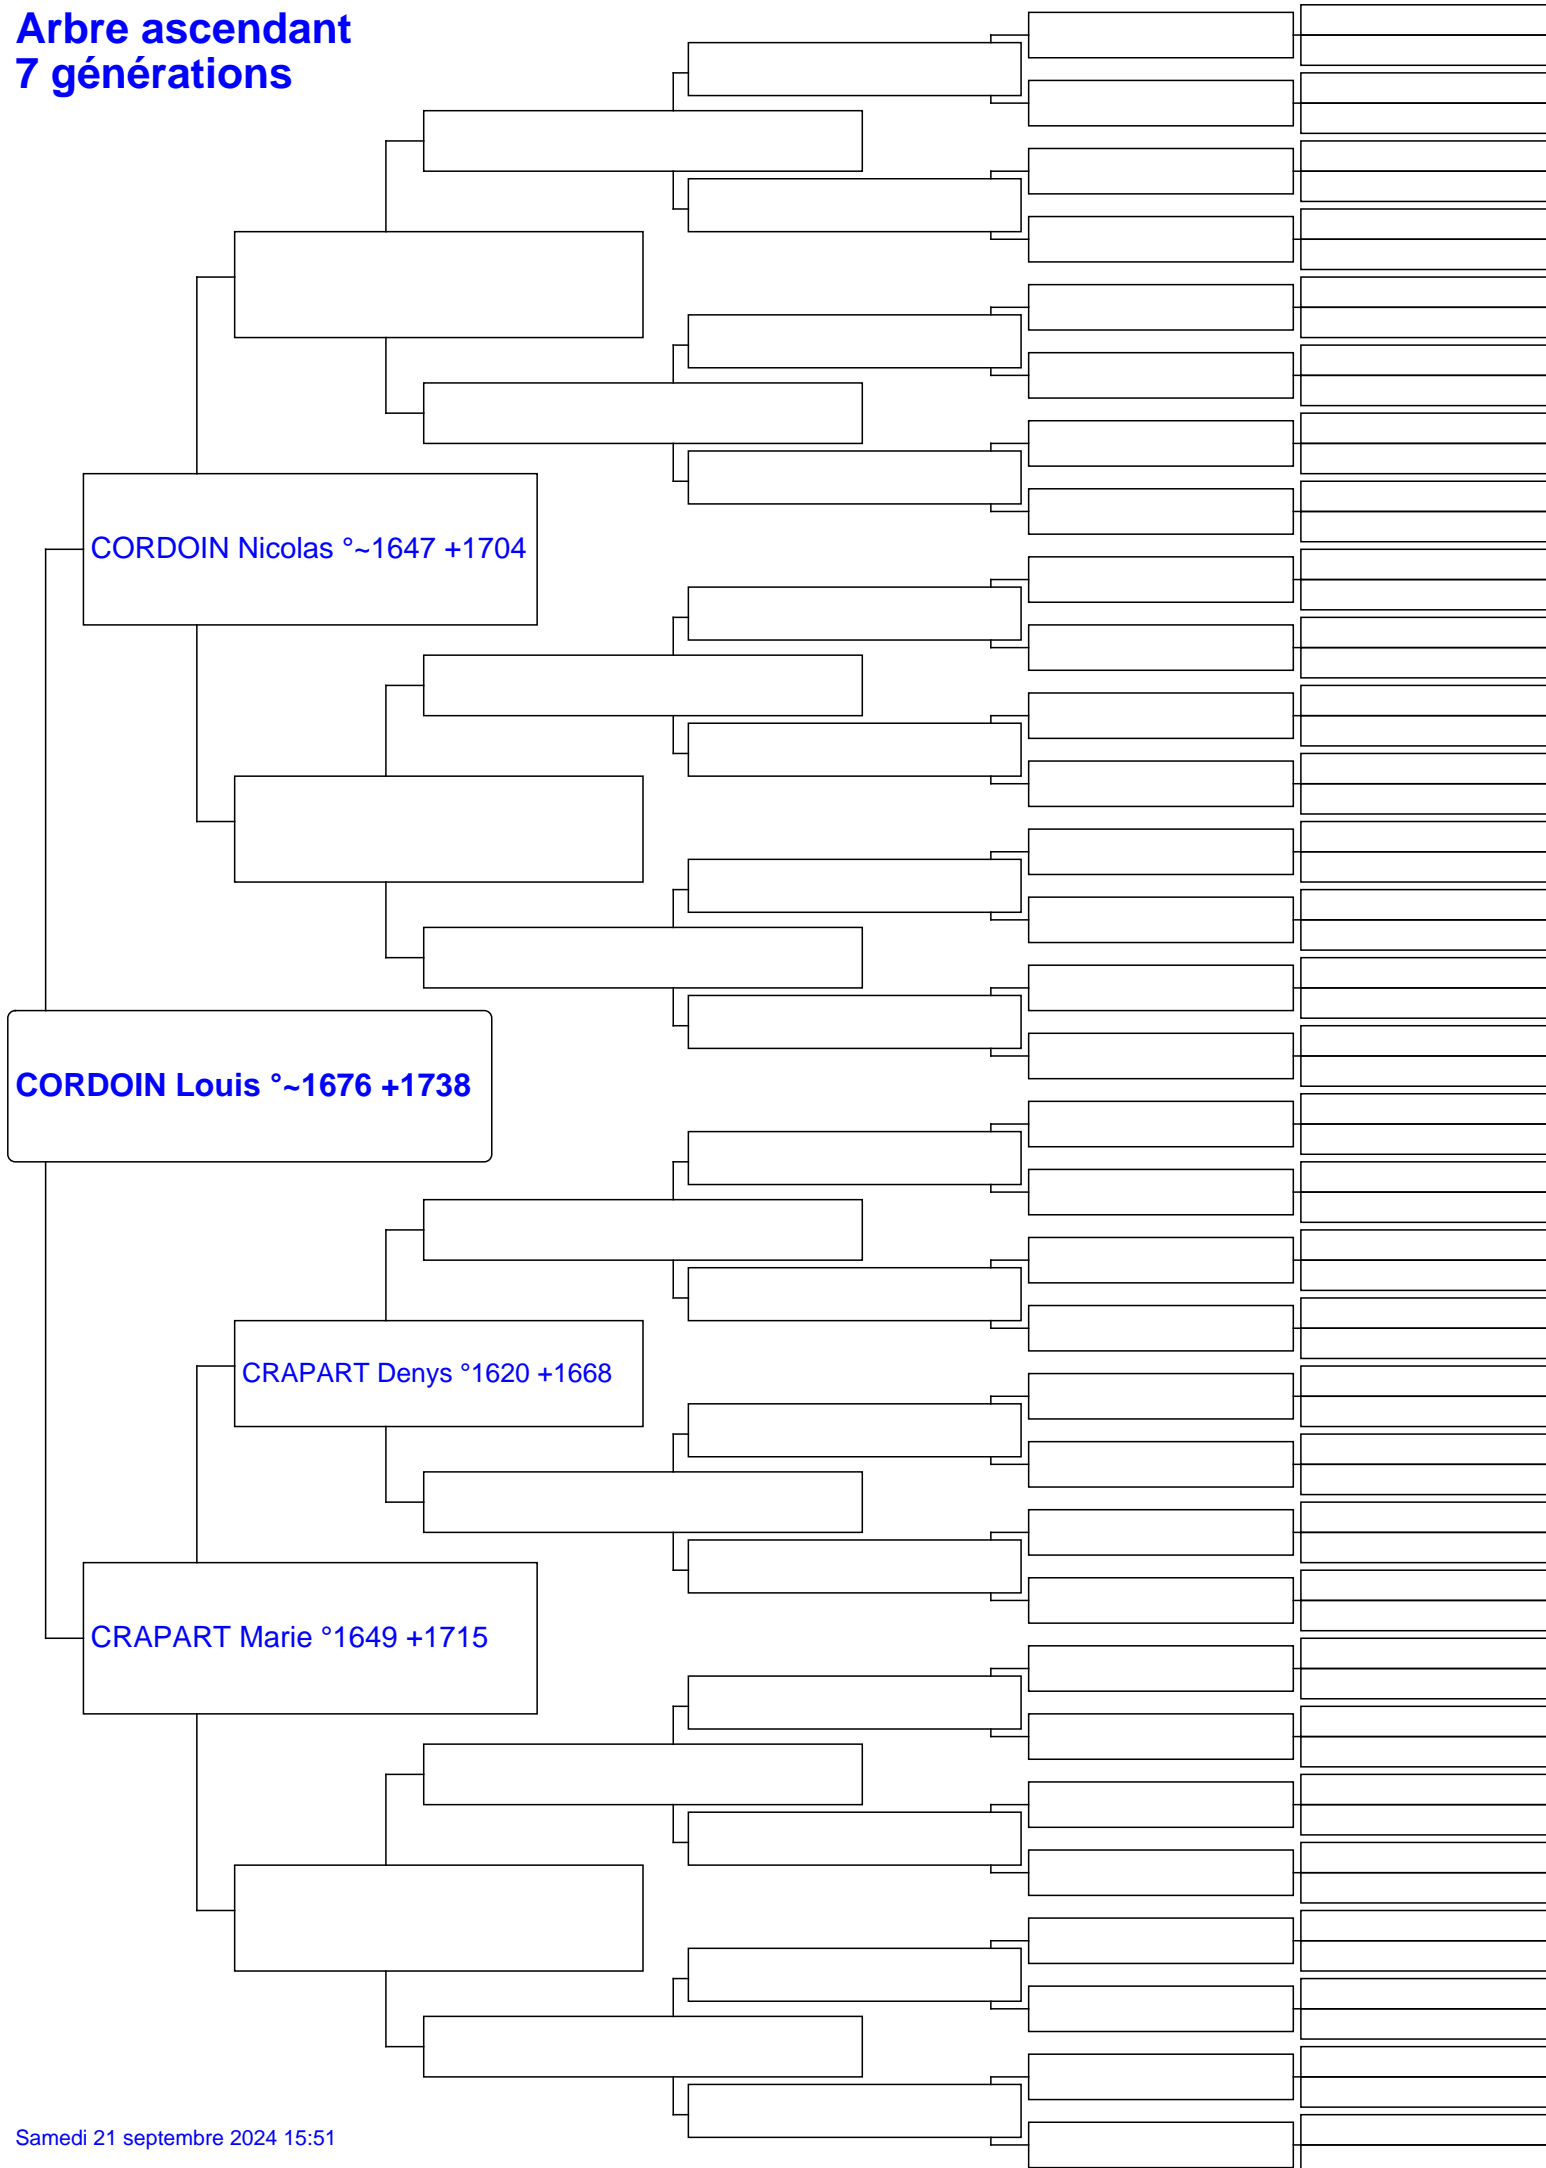 Arbre ascendant
7 générations
CORDOIN Nicolas °~1647 +1704
CORDOIN Louis °~1676 +1738
CRAPART Denys °1620 +1668
CRAPART Marie °1649 +1715
Samedi 21 septembre 2024 15:51